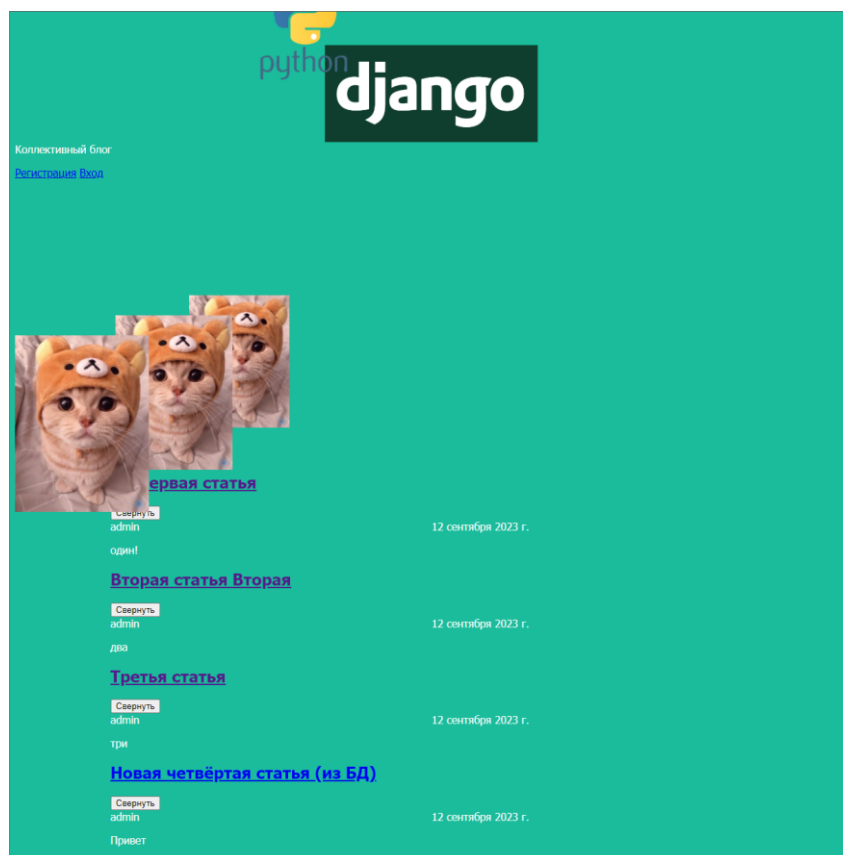 python
django
Коллективный блог
Регистрация Вход
ервая статья
Свернуть
admin 12 сентября 2023 г.
один!
Вторая статья Вторая
Свернуть
admin 12 сентября 2023 г.
два
Третья статья
Свернуть
admin 12 сентября 2023 г.
три
Новая четвёртая статья (из БД)
Свернуть
admin 12 сентября 2023 г.
Привет